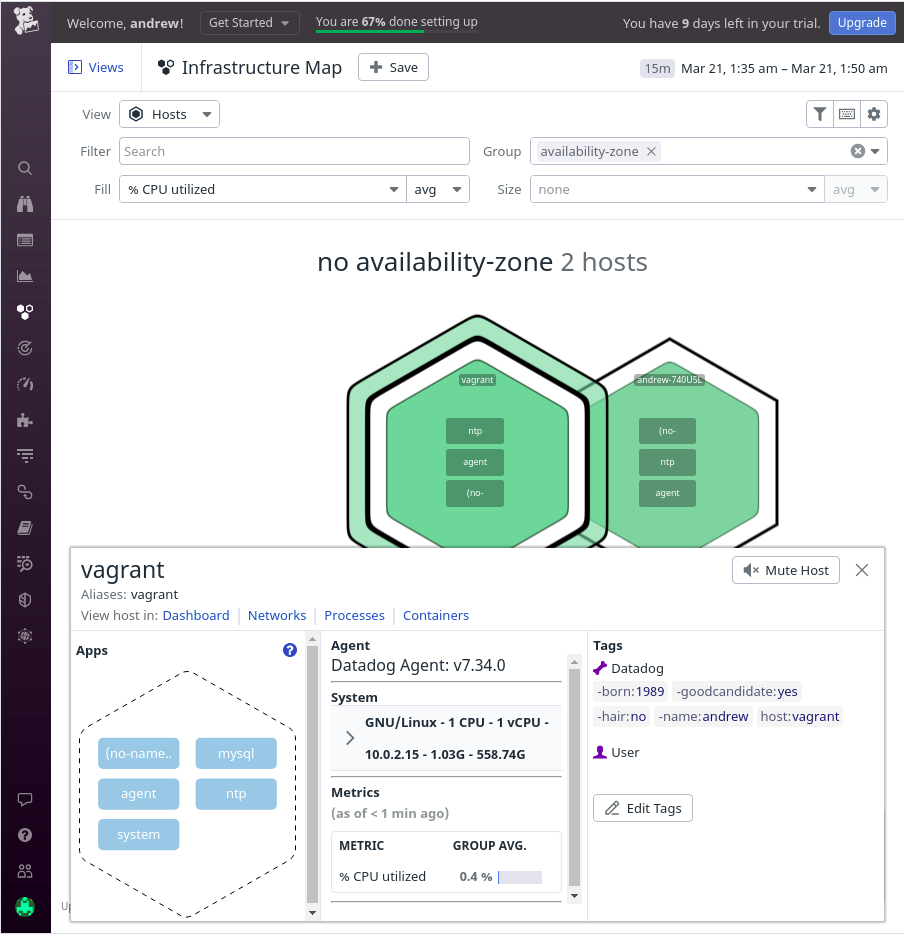 Welcome, andrew!
Get Started
You are 67% done setting up
You have 9 days left in your trial.
Upgrade
Views
Infrastructure Map
Save
15m Mar 21, 1:35 am – Mar 21, 1:50 am
View Hosts
Filter Search
Group availability-zone
Fill % CPU utilized avg
Size none avg
no availability-zone 2 hosts
vagrant
ntp
agent
(no-
andrew-740U5L
(no-
ntp
agent
vagrant
Mute Host
Aliases: vagrant
View host in: Dashboard Networks Processes Containers
Apps
(no-name.. mysql
agent ntp
system
Agent
Datadog Agent: v7.34.0
System
GNU/Linux - 1 CPU - 1 vCPU -
10.0.2.15 - 1.03G - 558.74G
Metrics
(as of < 1 min ago)
METRIC GROUP AVG.
% CPU utilized 0.4 %
Tags
Datadog
-born:1989 -goodcandidate:yes
-hair:no -name:andrew host:vagrant
User
Edit Tags